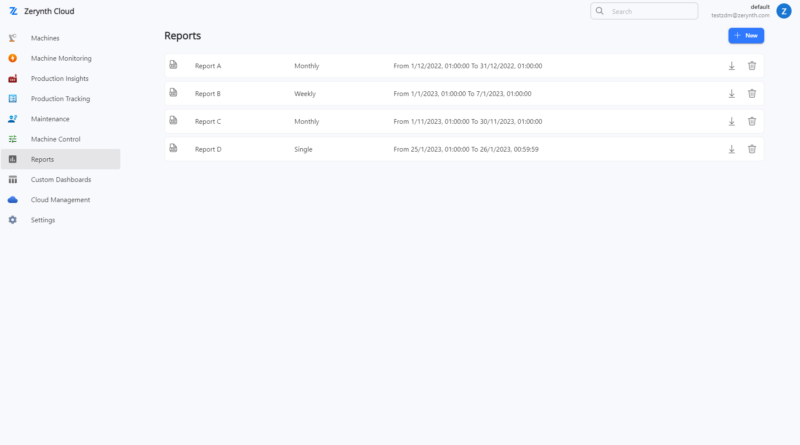 Zerynth Cloud
Search
default
testzdm@zerynth.com
Z
Machines
Machine Monitoring
Production Insights
Production Tracking
Maintenance
Machine Control
Reports
Custom Dashboards
Cloud Management
Settings
Reports
+ New
Report A Monthly From 1/12/2022, 01:00:00 To 31/12/2022, 01:00:00
Report B Weekly From 1/1/2023, 01:00:00 To 7/1/2023, 01:00:00
Report C Monthly From 1/11/2023, 01:00:00 To 30/11/2023, 01:00:00
Report D Single From 25/1/2023, 01:00:00 To 26/1/2023, 00:59:59